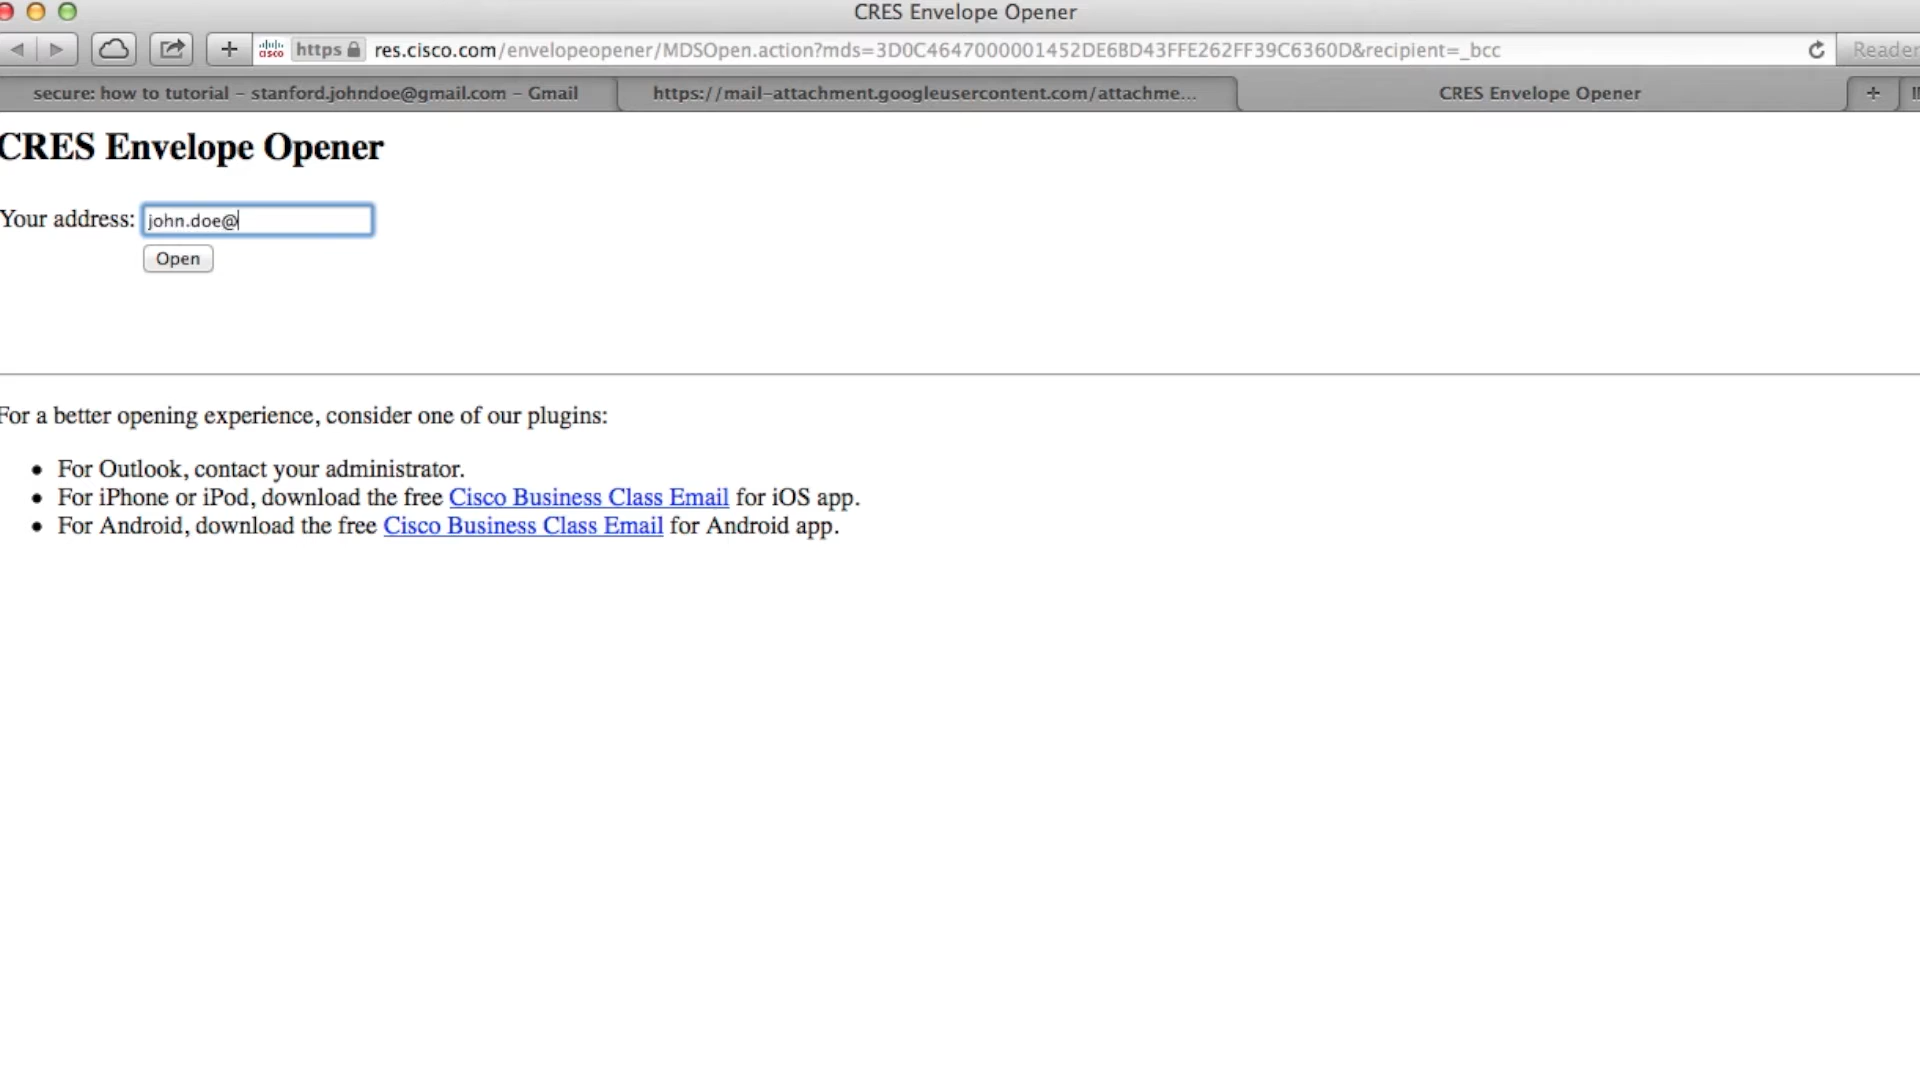 CRES Envelope Opener
cisco https res.cisco.com/envelopeopener/MDSOpen.action?mds=3D0C4647000001452DE6BD43FFE262FF39C6360D&recipient=_bcc Reader
secure: how to tutorial – stanford.johndoe@gmail.com – Gmail https://mail-attachment.googleusercontent.com/attachme... CRES Envelope Opener
CRES Envelope Opener
Your address: john.doe@
Open
For a better opening experience, consider one of our plugins:
• For Outlook, contact your administrator.
• For iPhone or iPod, download the free Cisco Business Class Email for iOS app.
• For Android, download the free Cisco Business Class Email for Android app.